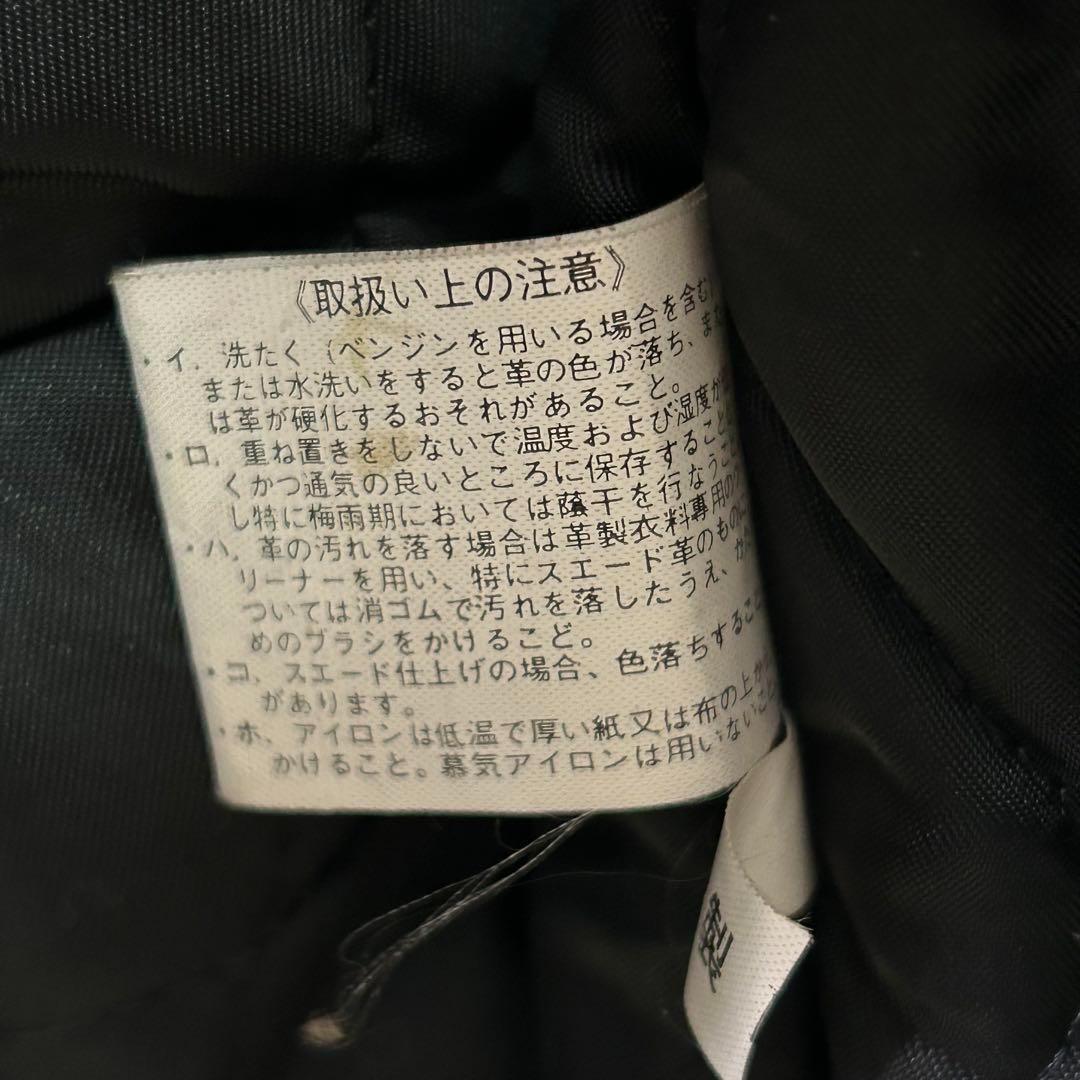 《取扱い上の注意》
・イ．洗たく（ベンジンを用いる場合を含む
または水洗いをすると革の色が落ち、また
は革が硬化するおそれがあること。
・ロ．重ね置きをしないで温度および湿度が
くかつ通気の良いところに保存すること
し特に梅雨期においては蔭干を行なうこと
・ハ．革の汚れを落す場合は革製衣料專用の
リーナーを用い、特にスエード革のものに
ついては消ゴムで汚れを落したうえ、か
めのブラシをかけるこど。
・コ．スエード仕上げの場合、色落ちするこ
があります。
・ホ．アイロンは低温で厚い紙又は布の上か
かけること。慕気アイロンは用いないこと